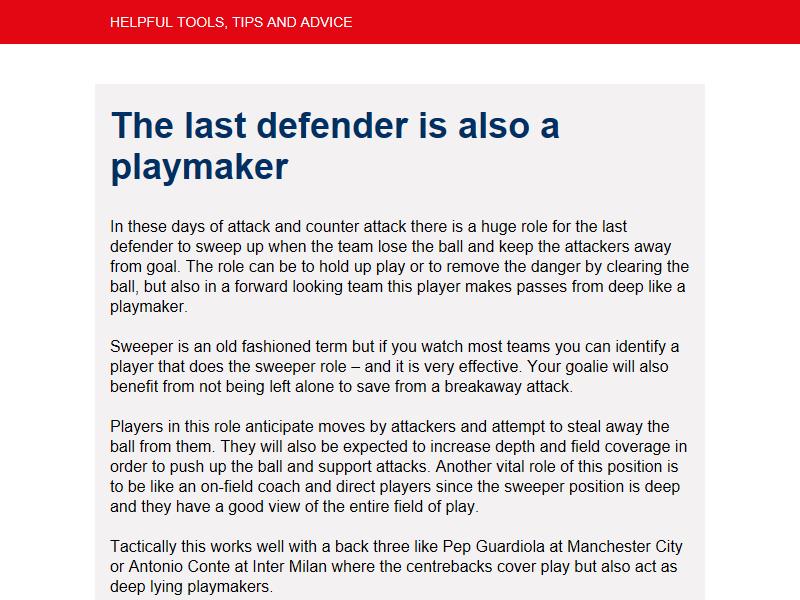 HELPFUL TOOLS, TIPS AND ADVICE
The last defender is also a
playmaker
In these days of attack and counter attack there is a huge role for the last
defender to sweep up when the team lose the ball and keep the attackers away
from goal. The role can be to hold up play or to remove the danger by clearing the
ball, but also in a forward looking team this player makes passes from deep like a
playmaker.
Sweeper is an old fashioned term but if you watch most teams you can identify a
player that does the sweeper role – and it is very effective. Your goalie will also
benefit from not being left alone to save from a breakaway attack.
Players in this role anticipate moves by attackers and attempt to steal away the
ball from them. They will also be expected to increase depth and field coverage in
order to push up the ball and support attacks. Another vital role of this position is
to be like an on-field coach and direct players since the sweeper position is deep
and they have a good view of the entire field of play.
Tactically this works well with a back three like Pep Guardiola at Manchester City
or Antonio Conte at Inter Milan where the centrebacks cover play but also act as
deep lying playmakers.